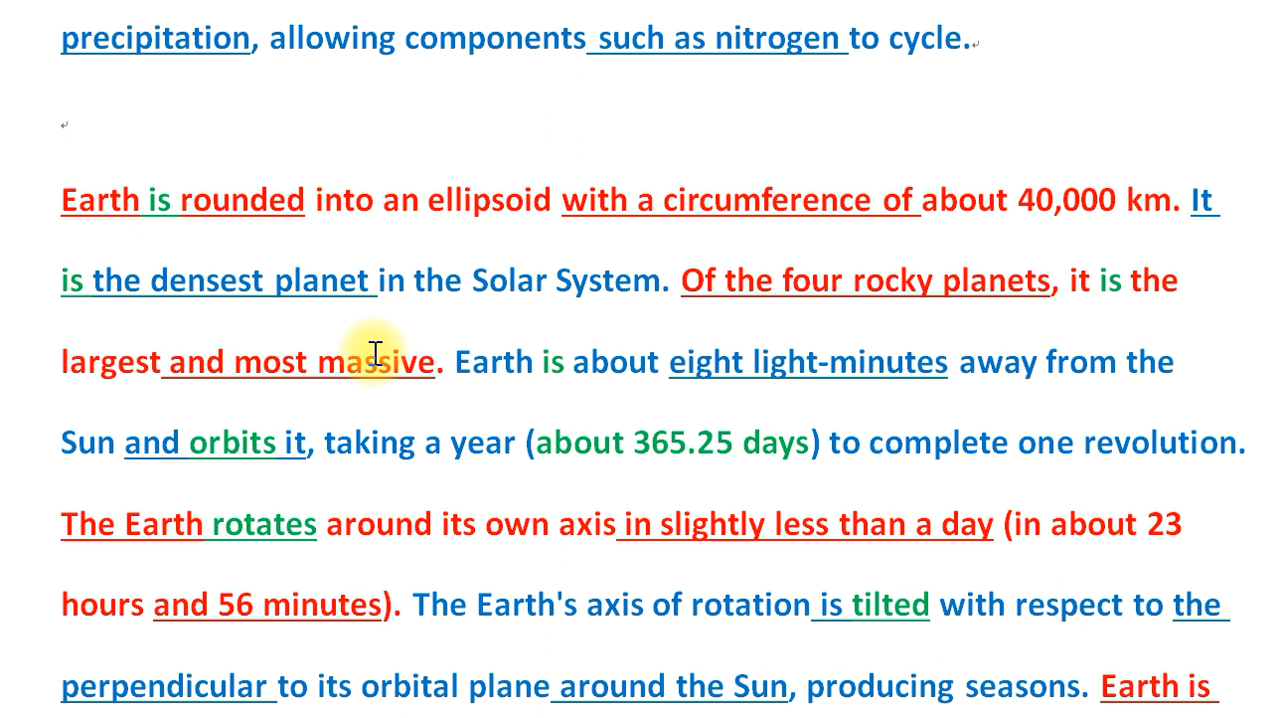 precipitation, allowing components such as nitrogen to cycle.
Earth is rounded into an ellipsoid with a circumference of about 40,000 km. It
is the densest planet in the Solar System. Of the four rocky planets, it is the
largest and most massive. Earth is about eight light-minutes away from the
Sun and orbits it, taking a year (about 365.25 days) to complete one revolution.
The Earth rotates around its own axis in slightly less than a day (in about 23
hours and 56 minutes). The Earth's axis of rotation is tilted with respect to the
perpendicular to its orbital plane around the Sun, producing seasons. Earth is